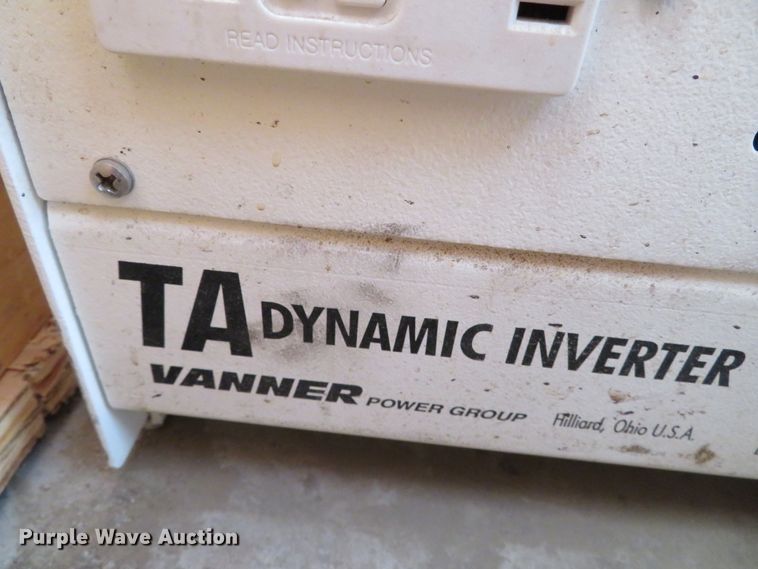 READ INSTRUCTIONS
TA DYNAMIC INVERTER
VANNER POWER GROUP Hilliard, Ohio U.S.A.
Purple Wave Auction